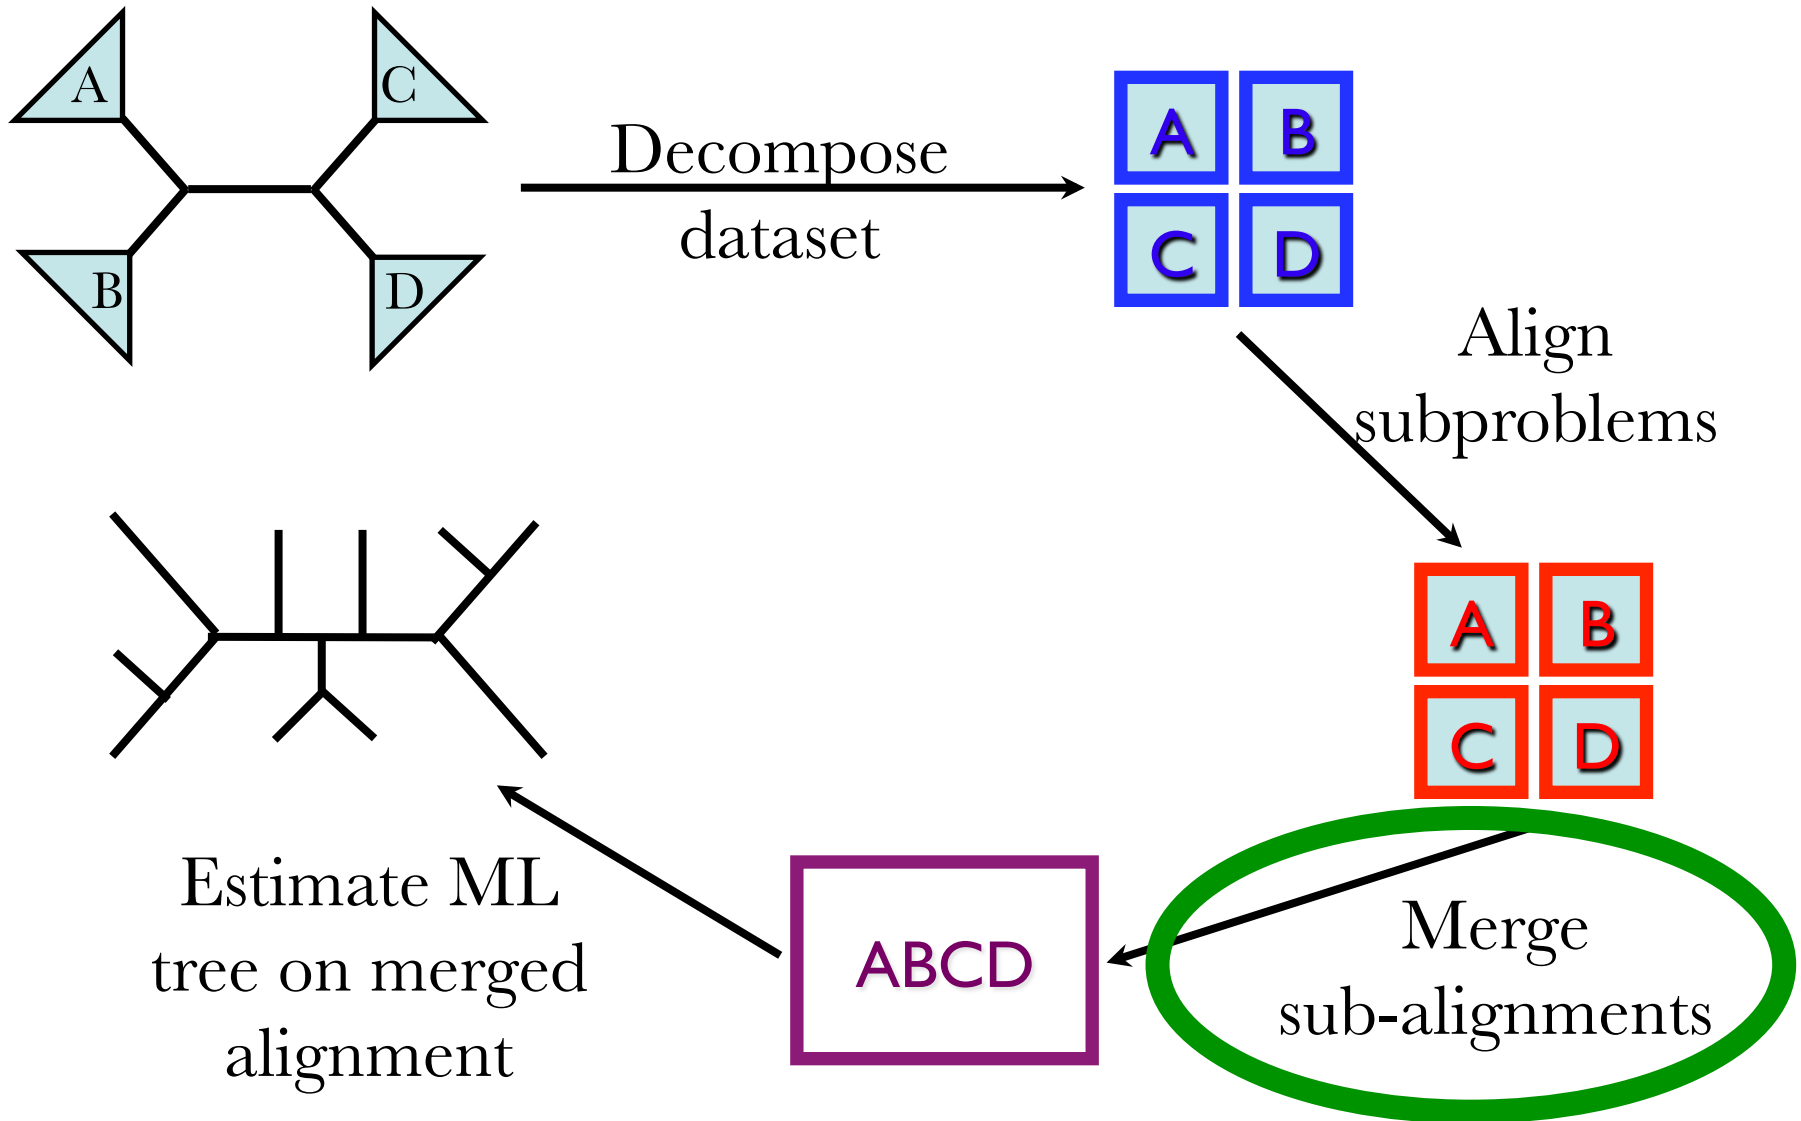 A
C
B
D
Decompose
dataset
A B
C D
Align
subproblems
A B
C D
Merge
sub-alignments
ABCD
Estimate ML
tree on merged
alignment